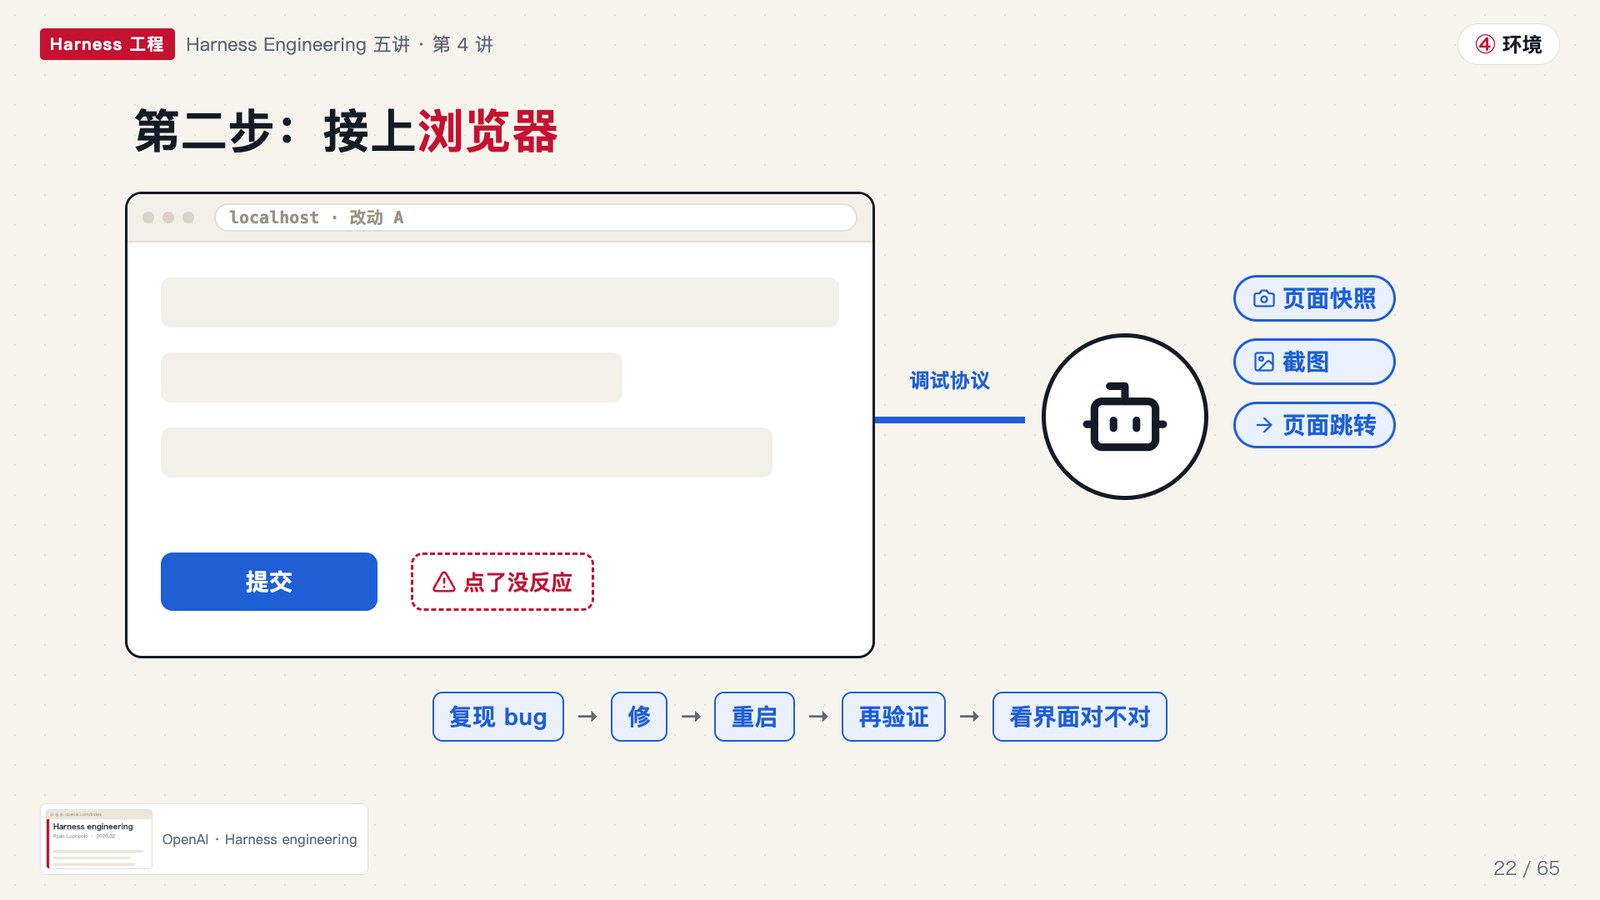 Harness 工程
Harness Engineering 五讲 · 第 4 讲
④ 环境
第二步：接上浏览器
localhost · 改动 A
调试协议
页面快照
截图
页面跳转
提交
点了没反应
复现 bug → 修 → 重启 → 再验证 → 看界面对不对
Harness engineering
OpenAI · Harness engineering
22 / 65